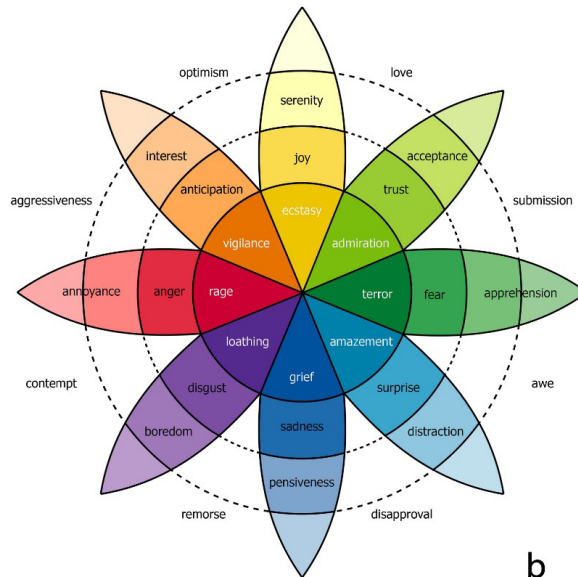 optimism
love
serenity
interest
acceptance
joy
anticipation
trust
aggressiveness
submission
ecstasy
vigilance
admiration
annoyance
anger
rage
terror
fear
apprehension
loathing
amazement
grief
contempt
disgust
surprise
awe
boredom
sadness
distraction
pensiveness
remorse
disapproval
b